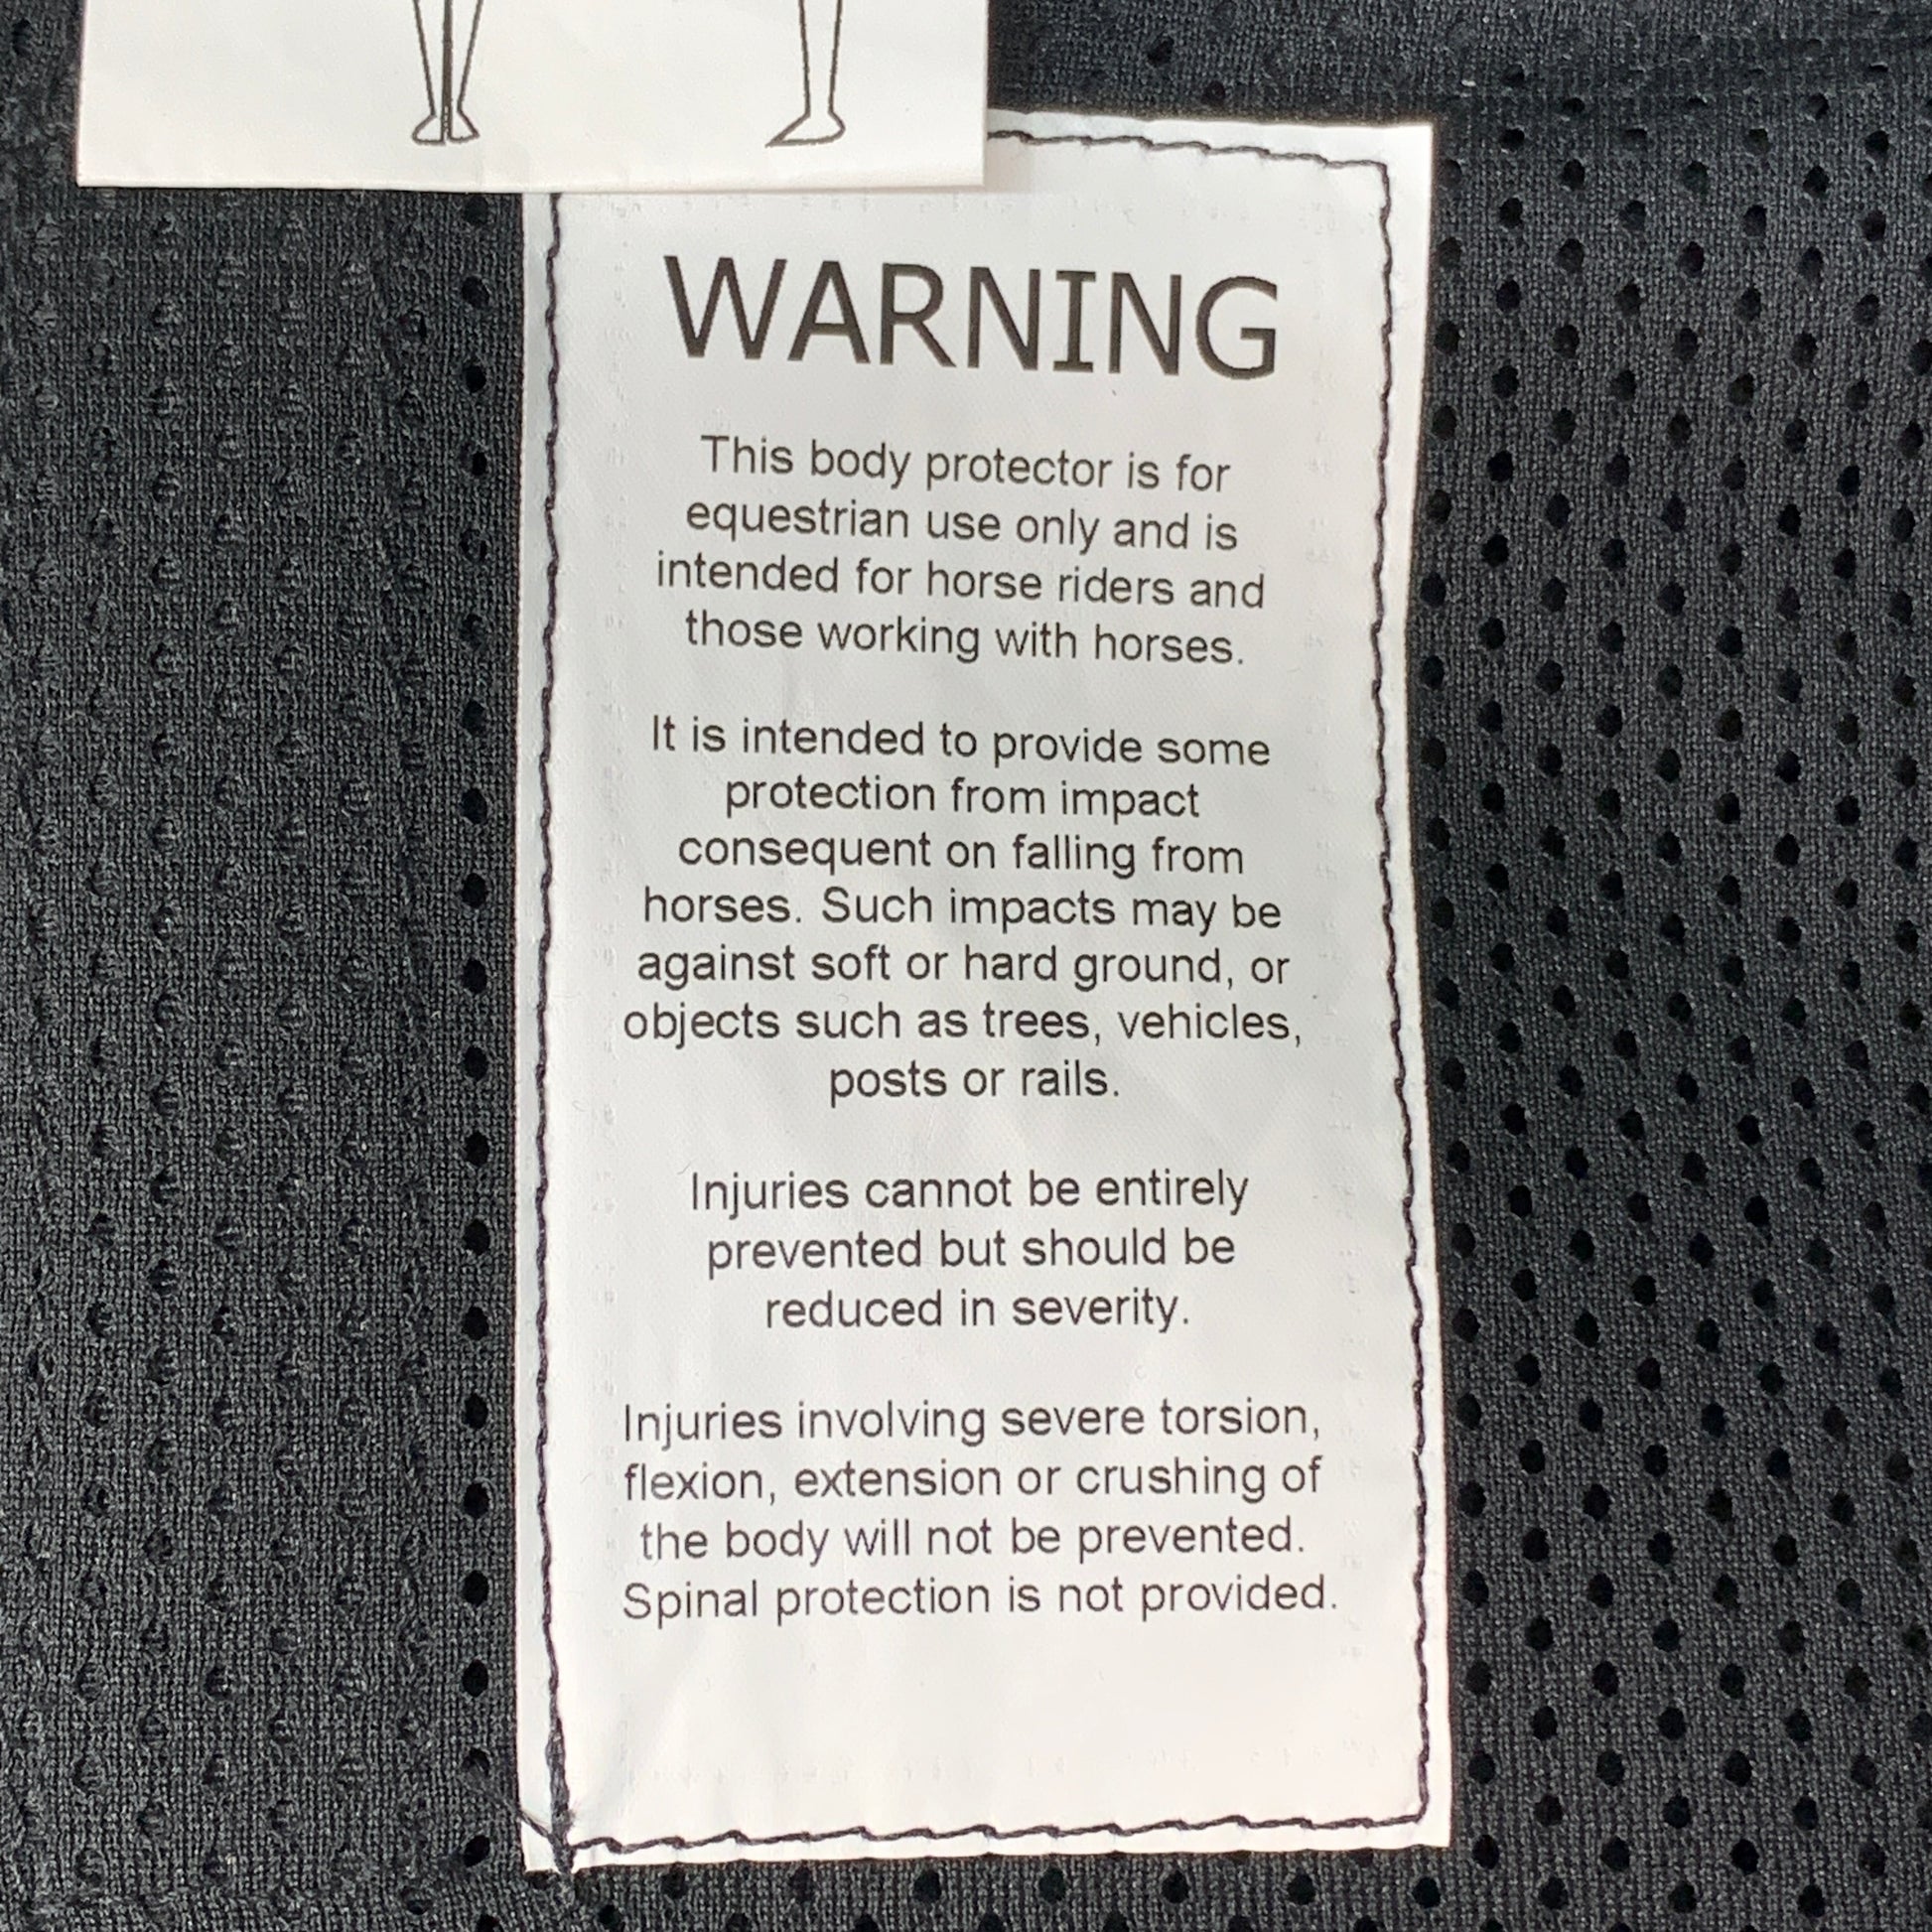 WARNING
This body protector is for
equestrian use only and is
intended for horse riders and
those working with horses.
It is intended to provide some
protection from impact
consequent on falling from
horses. Such impacts may be
against soft or hard ground, or
objects such as trees, vehicles,
posts or rails.
Injuries cannot be entirely
prevented but should be
reduced in severity.
Injuries involving severe torsion,
flexion, extension or crushing of
the body will not be prevented.
Spinal protection is not provided.